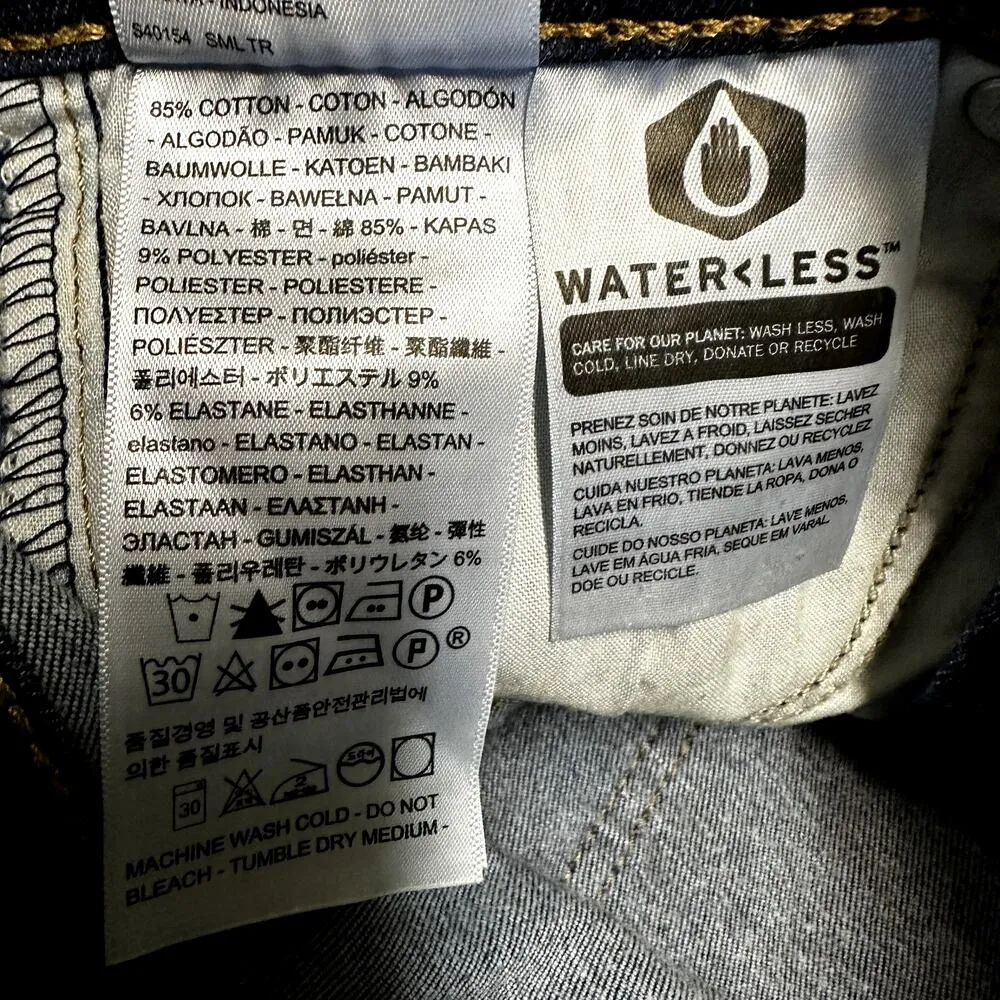 - INDONESIA
S40154 SMLTR
85% COTTON - COTON - ALGODÓN
- ALGODÃO - PAMUK - COTONE -
BAUMWOLLE - KATOEN - BAMBAKI
- ХЛОПОК - BAWEŁNA - PAMUT -
BAVLNA - 棉 - 면 - 綿 85% - KAPAS
9% POLYESTER - poliéster -
POLIESTER - POLIESTERE -
ΠΟΛΥΕΣΤΕΡ - ПОЛИЭСТЕР -
POLIÉSZTER - 聚酯纤维 - 聚酯纖維 -
폴리에스터 - ポリエステル 9%
6% ELASTANE - ELASTHANNE -
elastano - ELASTANO - ELASTAN -
ELASTOMERO - ELASTHAN -
ELASTAAN - ΕΛΑΣΤΑΝΗ -
ЭЛАСТАН - GUMISZÁL - 氨纶 - 彈性
纖維 - 폴리우레탄 - ポリウレタン 6%
P
30 P ®
품질경영 및 공산품안전관리법에
의한 품질표시
30 2
MACHINE WASH COLD - DO NOT
BLEACH - TUMBLE DRY MEDIUM -
WATER<LESS™
CARE FOR OUR PLANET: WASH LESS, WASH
COLD, LINE DRY, DONATE OR RECYCLE
PRENEZ SOIN DE NOTRE PLANETE: LAVEZ
MOINS, LAVEZ A FROID, LAISSEZ SECHER
NATURELLEMENT, DONNEZ OU RECYCLEZ
CUIDA NUESTRO PLANETA: LAVA MENOS,
LAVA EN FRIO, TIENDE LA ROPA, DONA O
RECICLA.
CUIDE DO NOSSO PLANETA: LAVE MENOS,
LAVE EM ÁGUA FRIA, SEQUE EM VARAL,
DOE OU RECICLE.